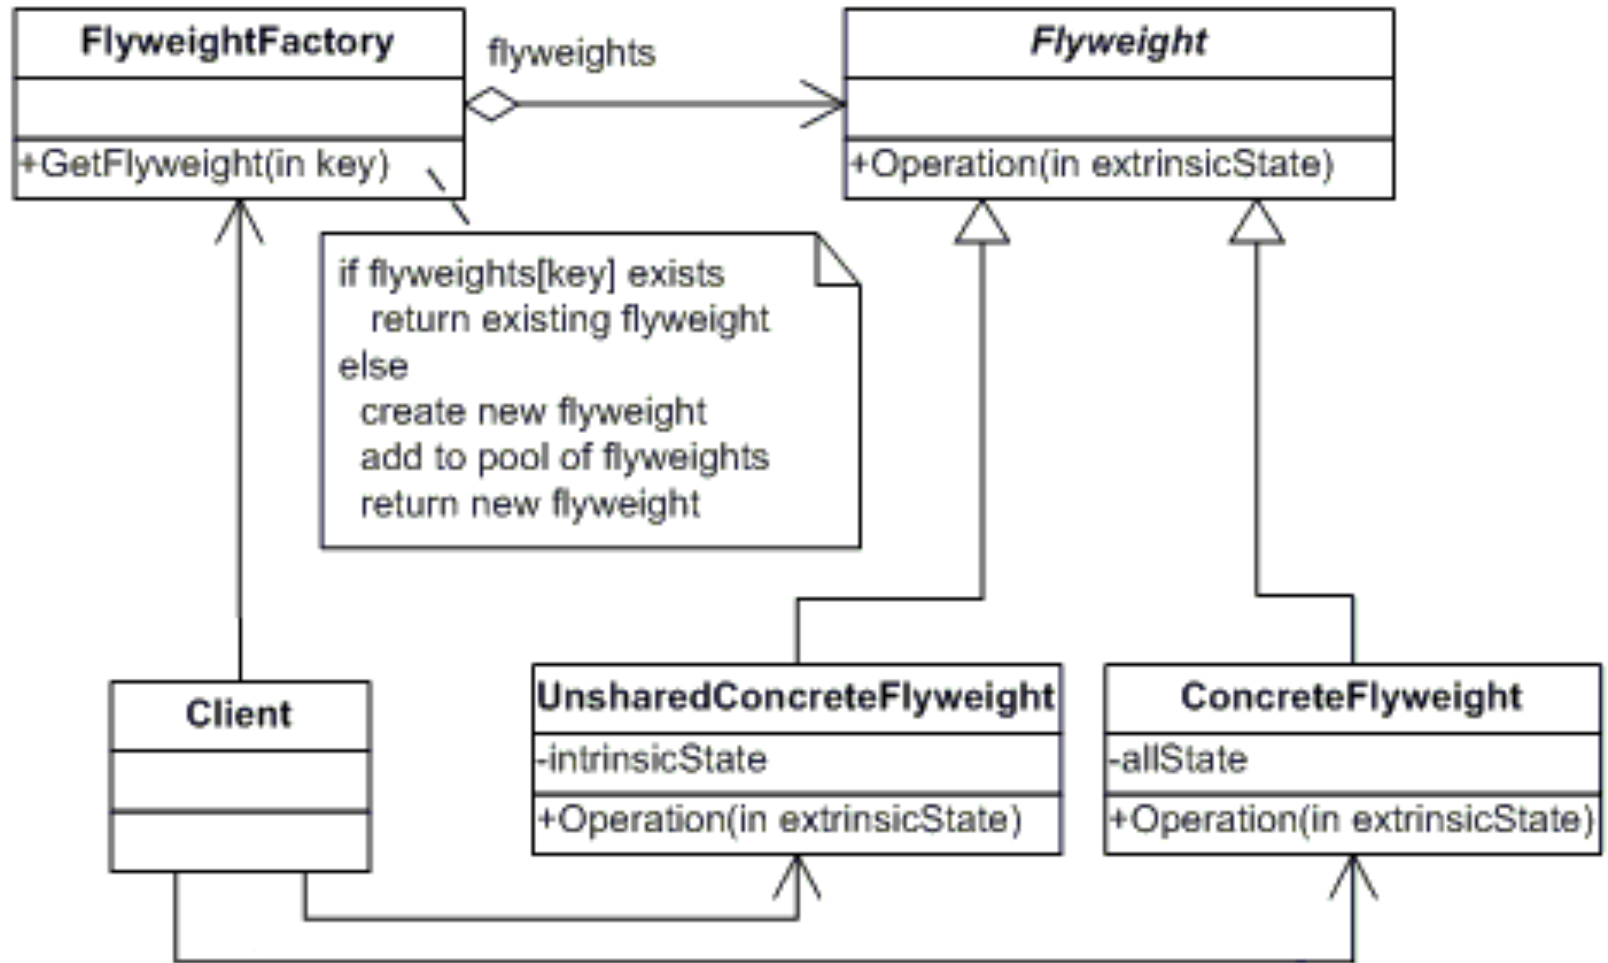 FlyweightFactory
+GetFlyweight(in key)
flyweights
Flyweight
+Operation(in extrinsicState)
if flyweights[key] exists
return existing flyweight
else
create new flyweight
add to pool of flyweights
return new flyweight
Client
UnsharedConcreteFlyweight
-intrinsicState
+Operation(in extrinsicState)
ConcreteFlyweight
-allState
+Operation(in extrinsicState)